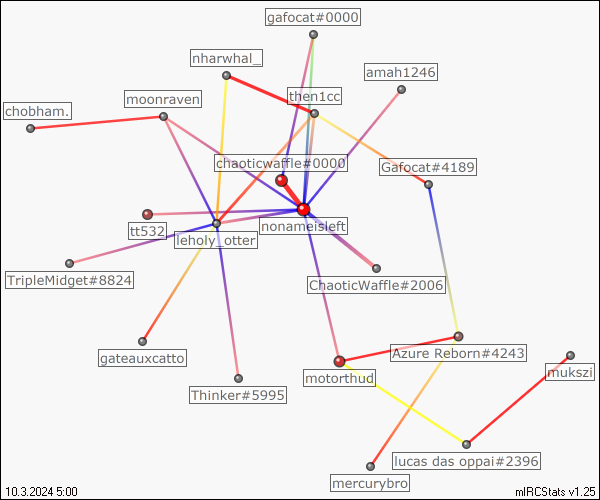 gafocat#0000
nharwhal_
amah1246
then1cc
moonraven
chobham.
chaoticwaffle#0000
Gafocat#4189
tt532
nonameisleft
leholy_otter
TripleMidget#8824
ChaoticWaffle#2006
gateauxcatto
Azure Reborn#4243
motorthud
mukszi
Thinker#5995
lucas das oppai#2396
mercurybro
10.3.2024 5:00
mIRCStats v1.25